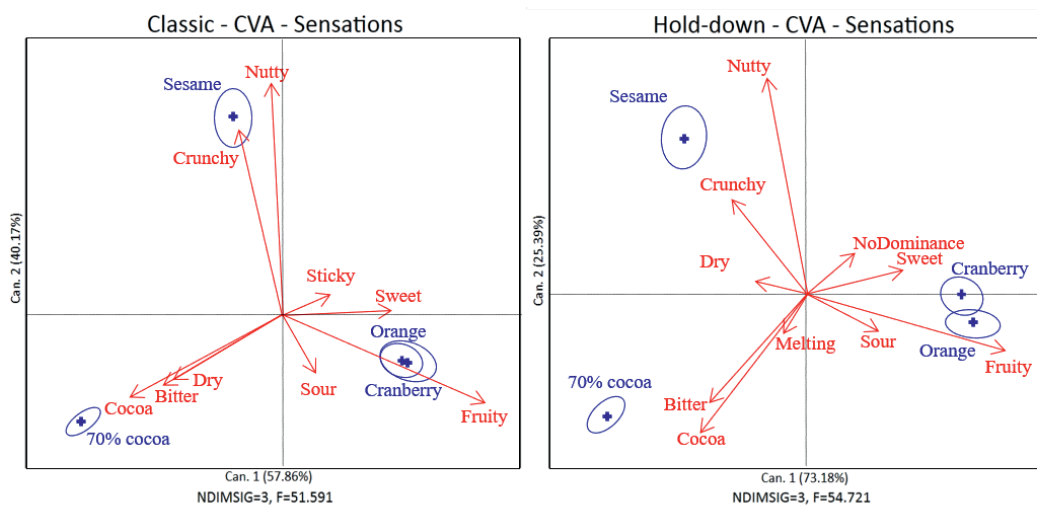 Classic - CVA - Sensations
Nutty
Sesame
Crunchy
Can. 2 (40.17%)
Sticky
Sweet
Orange
Dry
Sour
Cranberry
Bitter
Cocoa
Fruity
70% cocoa
Can. 1 (57.86%)
NDIMSIG=3, F=51.591
Hold-down - CVA - Sensations
Nutty
Sesame
Crunchy
Can. 2 (25.39%)
NoDominance
Dry
Sweet
Cranberry
Melting
Sour
Orange
Fruity
70% cocoa
Bitter
Cocoa
Can. 1 (73.18%)
NDIMSIG=3, F=54.721